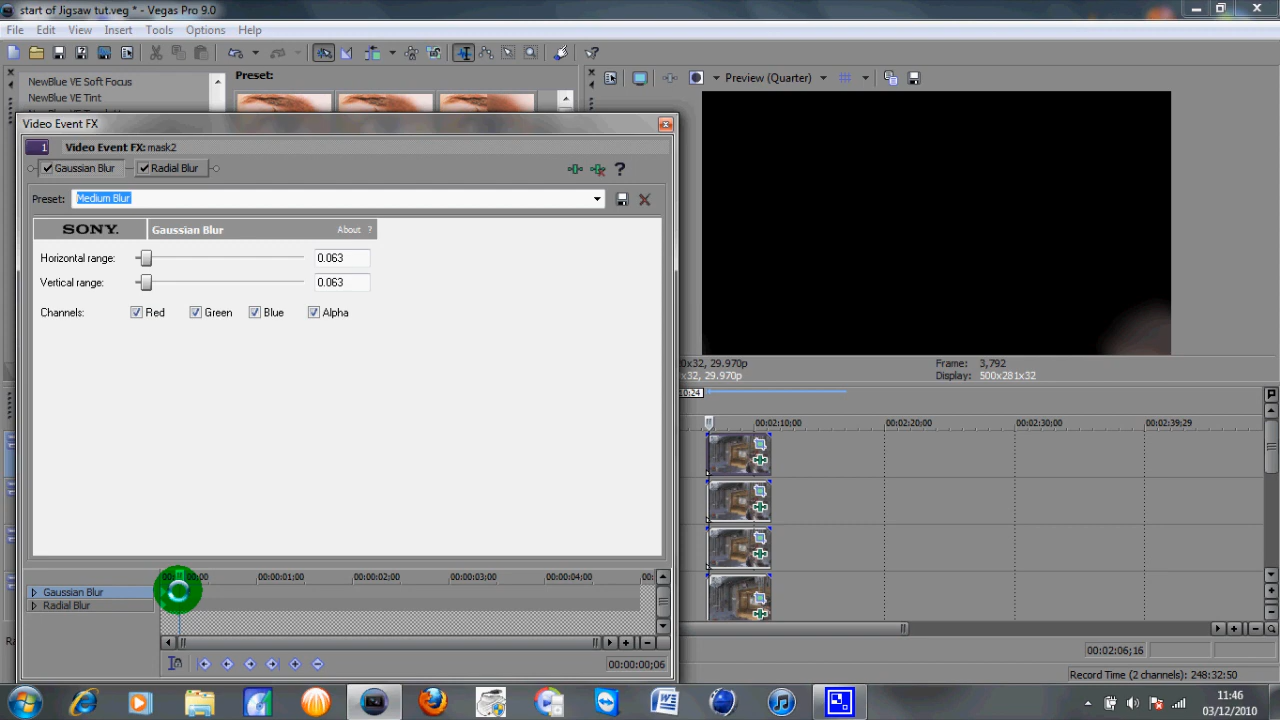 start of Jigsaw tut.veg * - Vegas Pro 9.0
File Edit View Insert Tools Options Help
NewBlue VE Soft Focus
NewBlue VE Tint
Preset:
Preview (Quarter)
Video Event FX
1 Video Event FX: mask2
Gaussian Blur Radial Blur
Preset: Medium Blur
SONY. Gaussian Blur About ?
Horizontal range: 0.063
Vertical range: 0.063
Channels: Red Green Blue Alpha
0x32, 29.970p Frame: 3,792
x32, 29.970p Display: 500x281x32
10:24
00:02:10;00 00:02:20;00 00:02:30;00 00:02:39;29
00:00:01;00 00:00:02;00 00:00:03;00 00:00:04;00
Gaussian Blur
Radial Blur
00:00:00;06
00:02:06;16
Record Time (2 channels): 248:32:50
11:46
03/12/2010